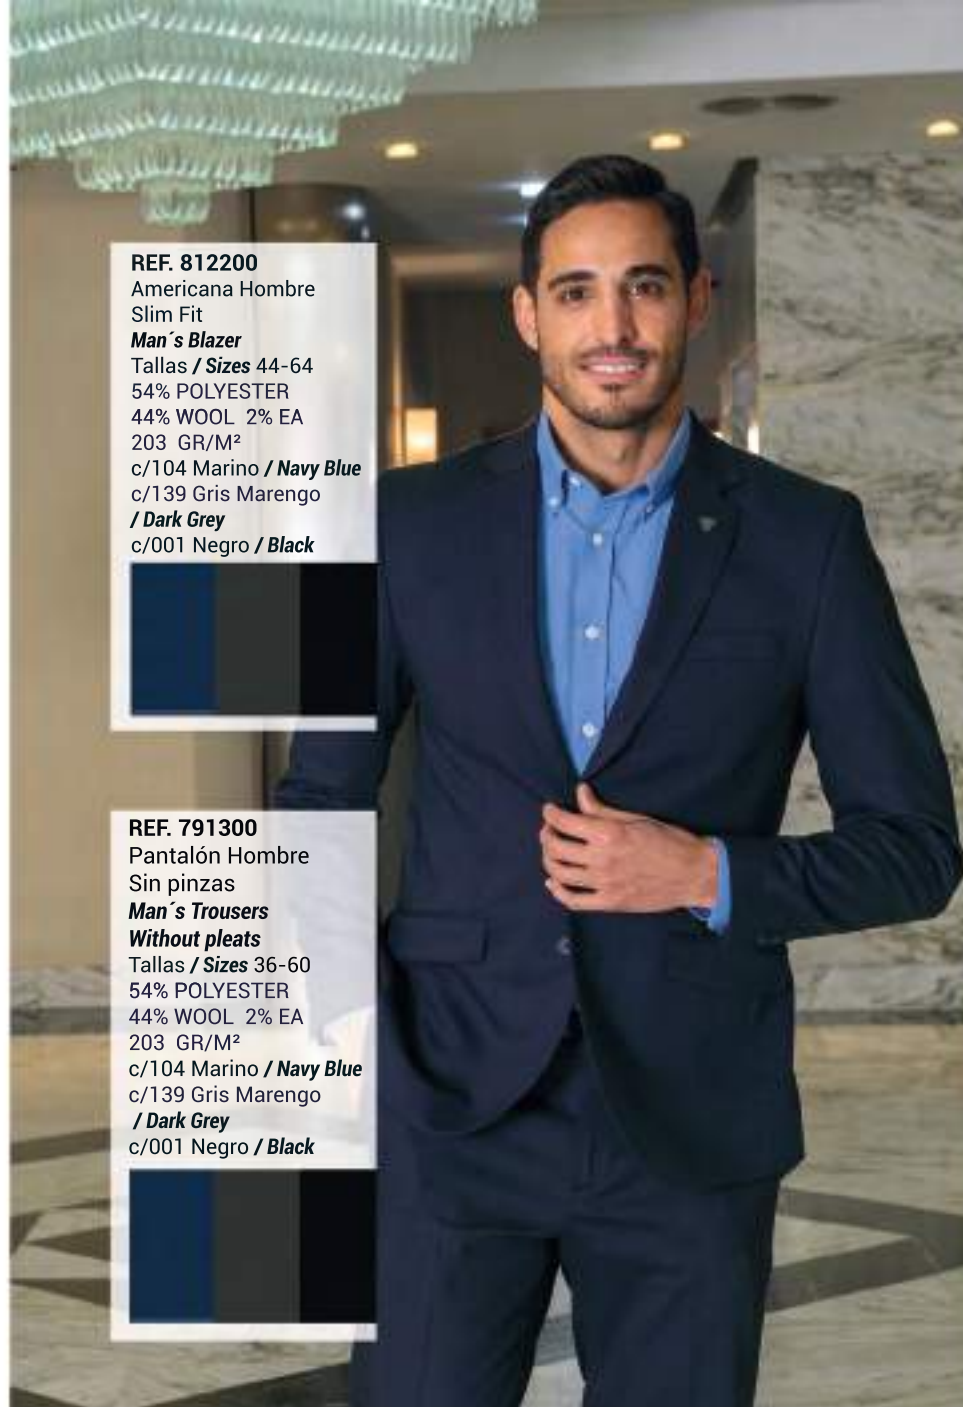 REF. 812200
Americana Hombre
Slim Fit
Man´s Blazer
Tallas / Sizes 44-64
54% POLYESTER
44% WOOL 2% EA
203 GR/M²
c/104 Marino / Navy Blue
c/139 Gris Marengo
/ Dark Grey
c/001 Negro / Black
REF. 791300
Pantalón Hombre
Sin pinzas
Man´s Trousers
Without pleats
Tallas / Sizes 36-60
54% POLYESTER
44% WOOL 2% EA
203 GR/M²
c/104 Marino / Navy Blue
c/139 Gris Marengo
/ Dark Grey
c/001 Negro / Black